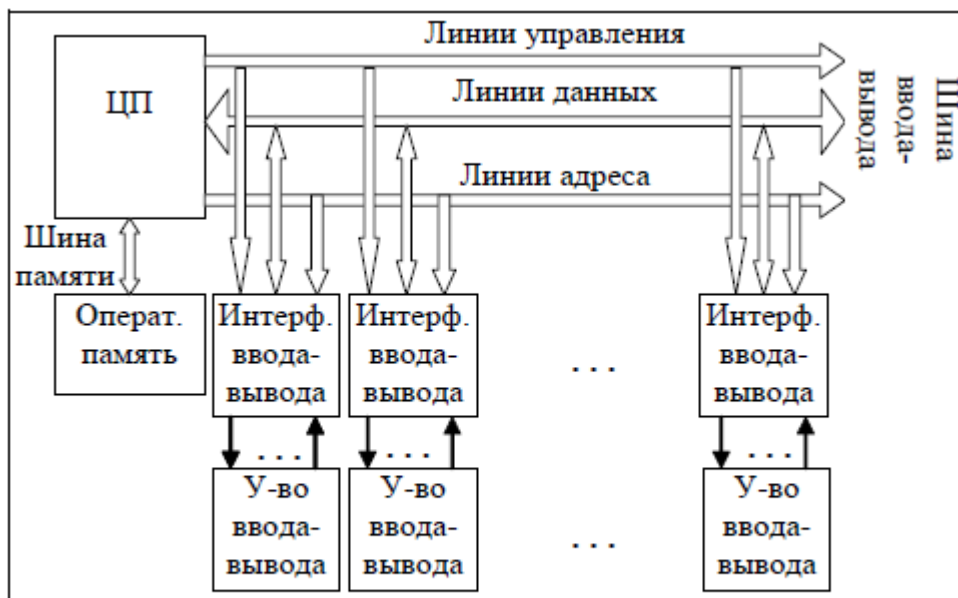 Линии управления
ЦП
Линии данных
Шина
ввода-
вывода
Линии адреса
Шина
памяти
Операт.
память
Интерф.
ввода-
вывода
Интерф.
ввода-
вывода
. . .
Интерф.
ввода-
вывода
. . .
. . .
. . .
У-во
ввода-
вывода
У-во
ввода-
вывода
. . .
У-во
ввода-
вывода